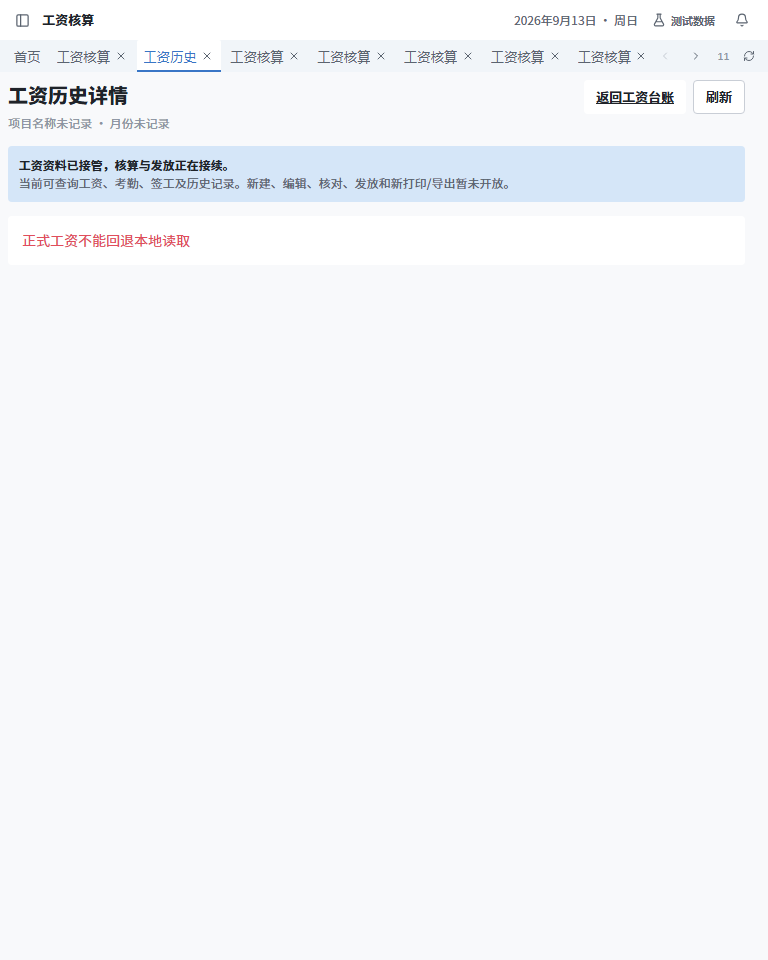 工资核算
2026年9月13日 • 周日
测试数据
首页
工资核算
工资历史
工资核算
工资核算
工资核算
工资核算
工资核算
11
工资历史详情
返回工资台账
刷新
项目名称未记录 • 月份未记录
工资资料已接管，核算与发放正在接续。
当前可查询工资、考勤、签工及历史记录。新建、编辑、核对、发放和新打印/导出暂未开放。
正式工资不能回退本地读取